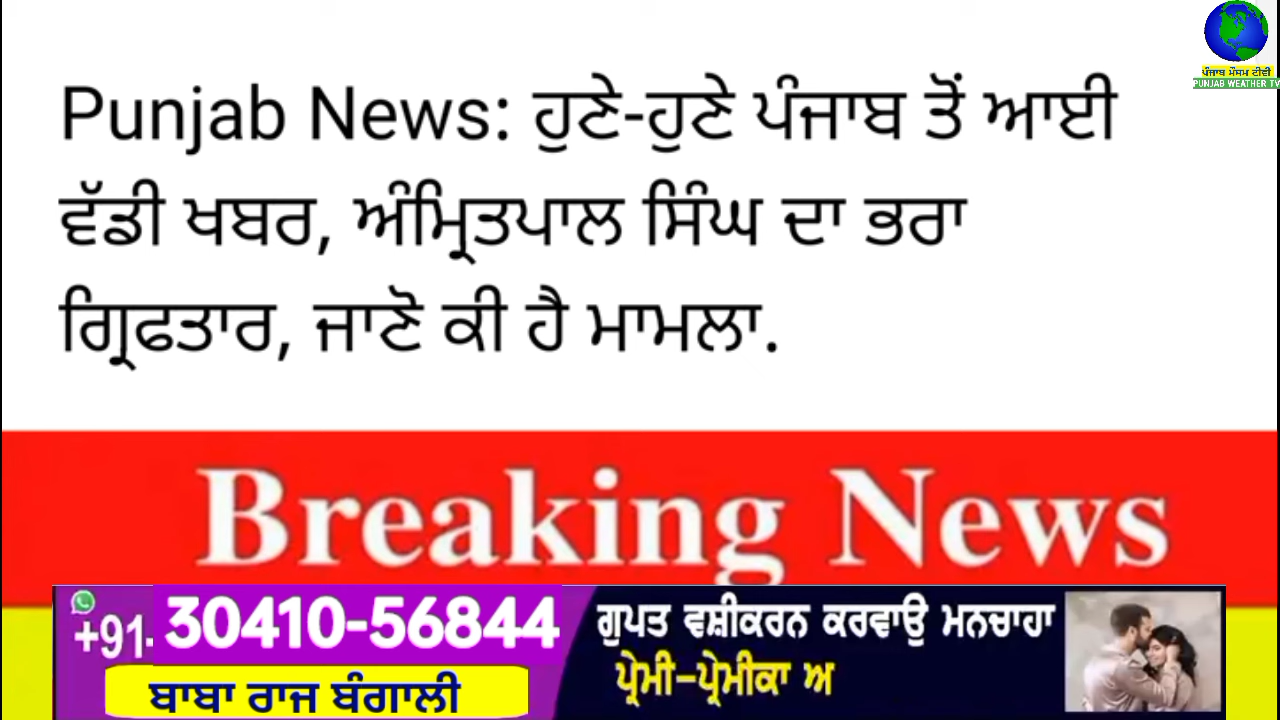 ਪੰਜਾਬ ਮੌਸਮ ਟੀਵੀ
PUNJAB WEATHER TV
Punjab News: ਹੁਣੇ-ਹੁਣੇ ਪੰਜਾਬ ਤੋਂ ਆਈ
ਵੱਡੀ ਖਬਰ, ਅੰਮ੍ਰਿਤਪਾਲ ਸਿੰਘ ਦਾ ਭਰਾ
ਗ੍ਰਿਫਤਾਰ, ਜਾਣੋ ਕੀ ਹੈ ਮਾਮਲਾ.
Breaking News
+91- 30410-56844
ਬਾਬਾ ਰਾਜ ਬੰਗਾਲੀ
ਗੁਪਤ ਵਸ਼ੀਕਰਨ ਕਰਵਾਉ ਮਨਚਾਹਾ
ਪ੍ਰੇਮੀ-ਪ੍ਰੇਮੀਕਾ ਅ